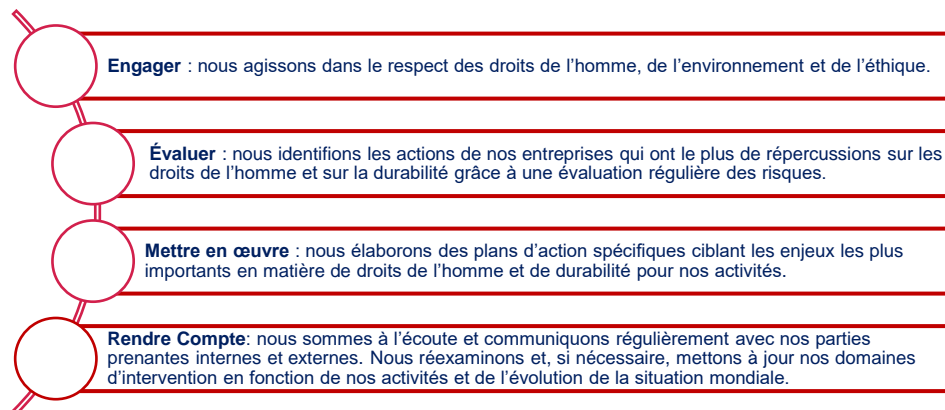 Engager : nous agissons dans le respect des droits de l’homme, de l’environnement et de l’éthique.
Évaluer : nous identifions les actions de nos entreprises qui ont le plus de répercussions sur les
droits de l’homme et sur la durabilité grâce à une évaluation régulière des risques.
Mettre en œuvre : nous élaborons des plans d’action spécifiques ciblant les enjeux les plus
importants en matière de droits de l’homme et de durabilité pour nos activités.
Rendre Compte: nous sommes à l’écoute et communiquons régulièrement avec nos parties
prenantes internes et externes. Nous réexaminons et, si nécessaire, mettons à jour nos domaines
d’intervention en fonction de nos activités et de l’évolution de la situation mondiale.